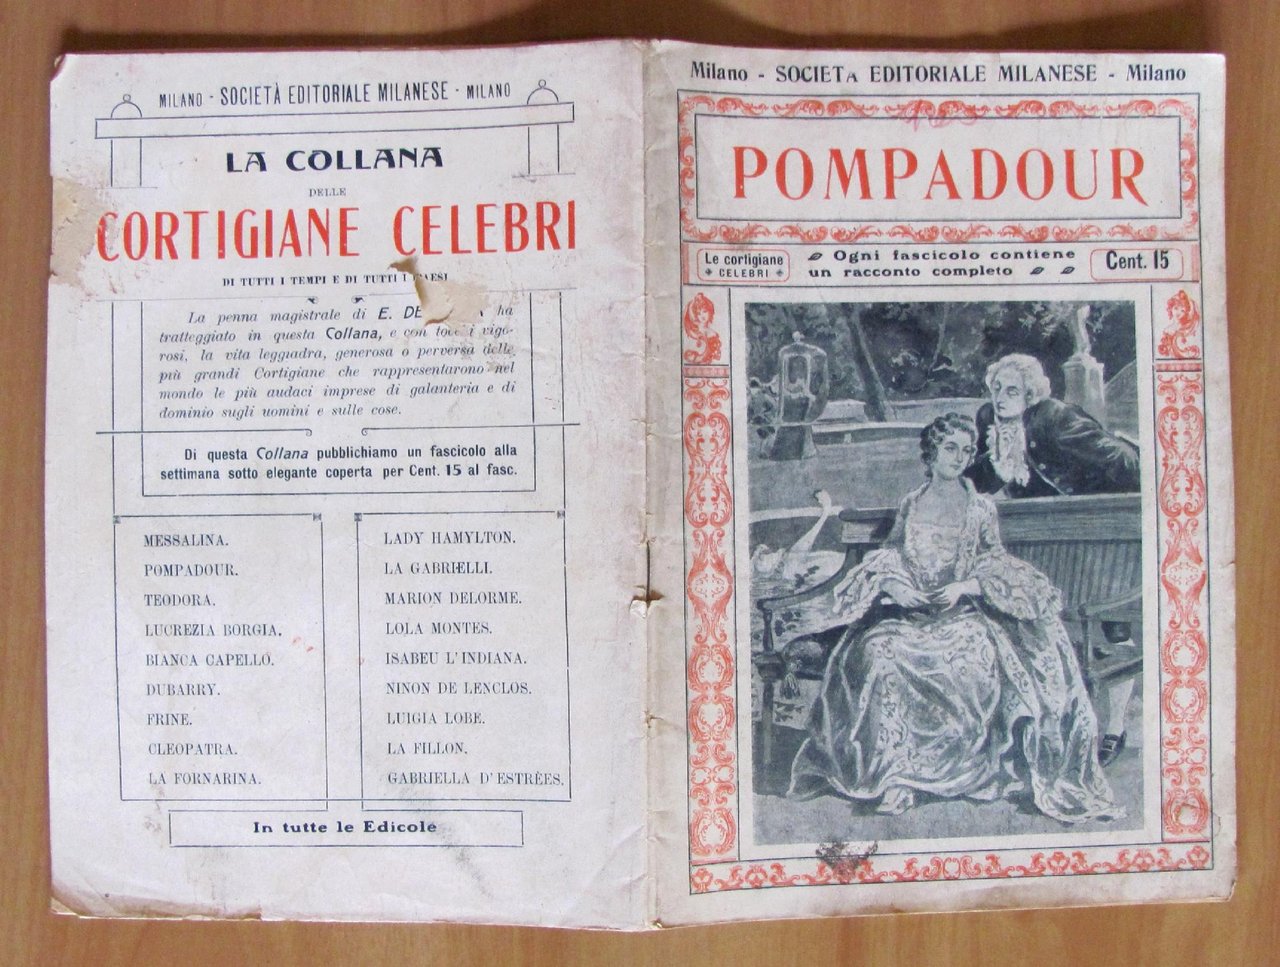 MILANO - SOCIETÀ EDITORIALE MILANESE - MILANO
LA COLLANA
DELLE
CORTIGIANE CELEBRI
DI TUTTI I TEMPI E DI TUTTI I PAESI
La penna magistrale di E. DE ha
tratteggiato in questa Collana, e con tocchi vigo-
rosi, la vita leggiadra, generosa o perversa delle
più grandi Cortigiane che rappresentarono nel
mondo le più audaci imprese di galanteria e di
dominio sugli uomini e sulle cose.
Di questa Collana pubblichiamo un fascicolo alla
settimana sotto elegante coperta per Cent. 15 al fasc.
MESSALINA.
POMPADOUR.
TEODORA.
LUCREZIA BORGIA.
BIANCA CAPELLO.
DUBARRY.
FRINE.
CLEOPATRA.
LA FORNARINA.
LADY HAMYLTON.
LA GABRIELLI.
MARION DELORME.
LOLA MONTES.
ISABEU L'INDIANA.
NINON DE LENCLOS.
LUIGIA LOBE.
LA FILLON.
GABRIELLA D'ESTRÈES.
In tutte le Edicole
Milano - SOCIETA EDITORIALE MILANESE - Milano
POMPADOUR
Le cortigiane
CELEBRI
Ogni fascicolo contiene
un racconto completo
Cent. 15